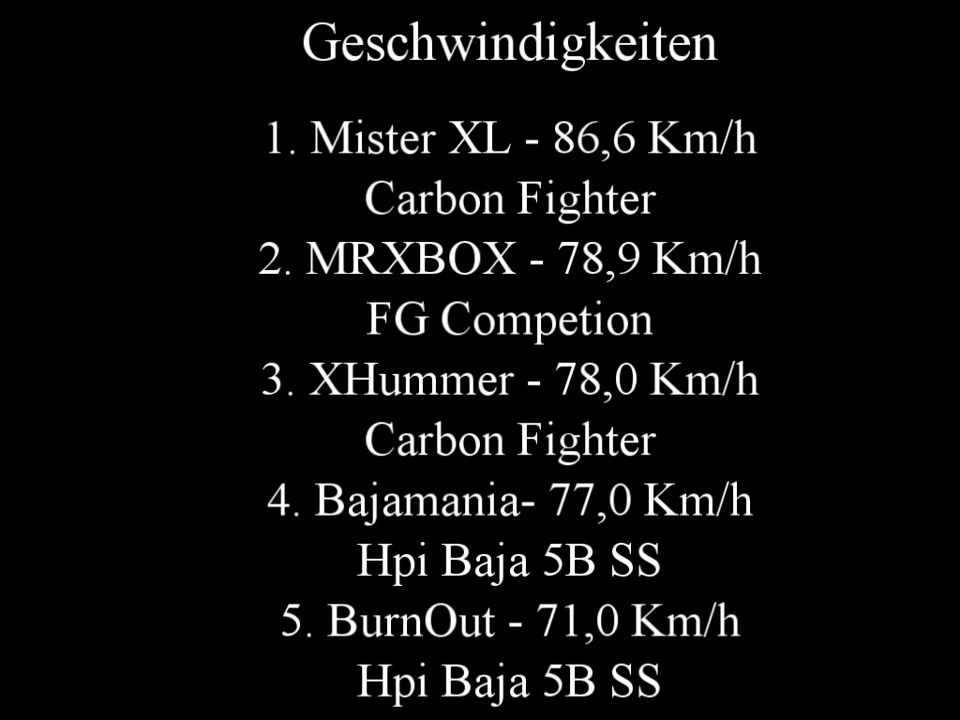 Geschwindigkeiten
1. Mister XL - 86,6 Km/h
Carbon Fighter
2. MRXBOX - 78,9 Km/h
FG Competion
3. XHummer - 78,0 Km/h
Carbon Fighter
4. Bajamania- 77,0 Km/h
Hpi Baja 5B SS
5. BurnOut - 71,0 Km/h
Hpi Baja 5B SS